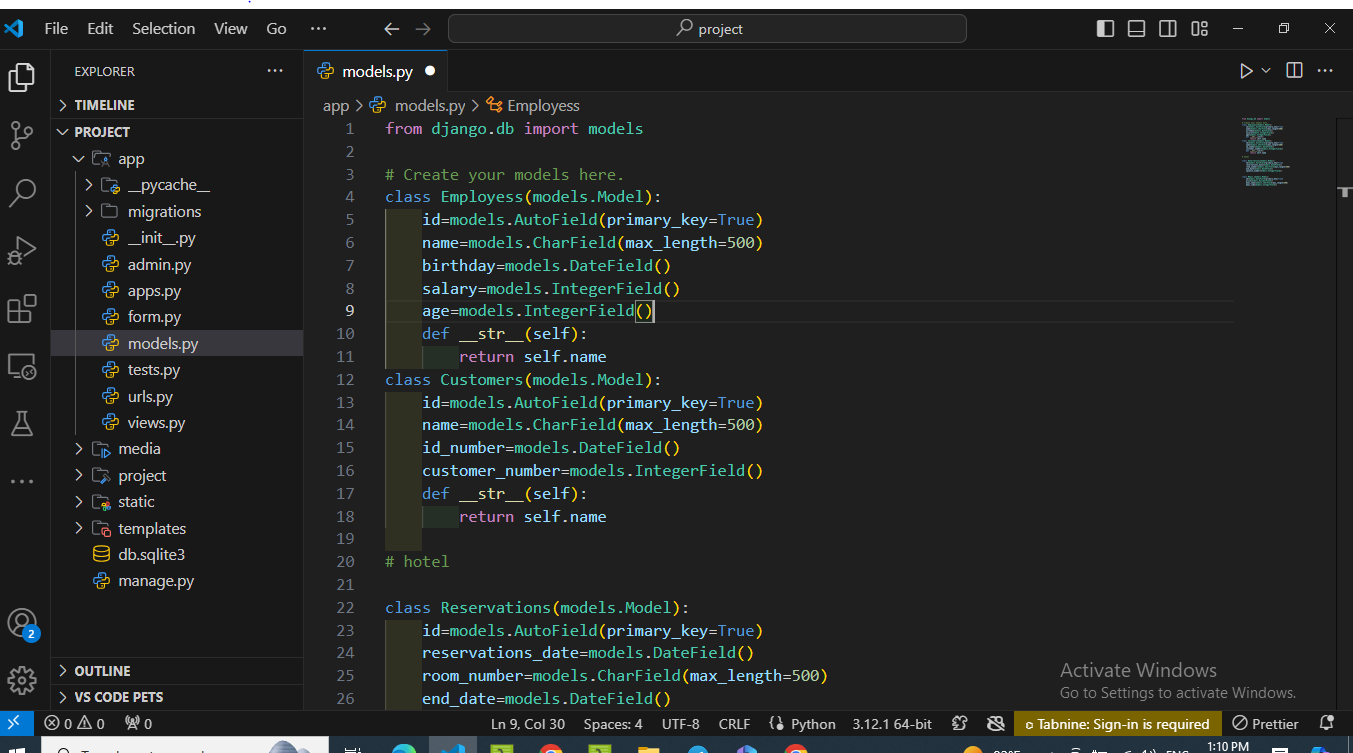 File Edit Selection View Go ··· project
EXPLORER ···
models.py
TIMELINE
app > models.py > Employess
PROJECT
app
__pycache__
migrations
__init__.py
admin.py
apps.py
form.py
models.py
tests.py
urls.py
views.py
media
project
static
templates
db.sqlite3
manage.py
OUTLINE
VS CODE PETS
2
1 from django.db import models
2
3 # Create your models here.
4 class Employess(models.Model):
5 id=models.AutoField(primary_key=True)
6 name=models.CharField(max_length=500)
7 birthday=models.DateField()
8 salary=models.IntegerField()
9 age=models.IntegerField()
10 def __str__(self):
11 return self.name
12 class Customers(models.Model):
13 id=models.AutoField(primary_key=True)
14 name=models.CharField(max_length=500)
15 id_number=models.DateField()
16 customer_number=models.IntegerField()
17 def __str__(self):
18 return self.name
19
20 # hotel
21
22 class Reservations(models.Model):
23 id=models.AutoField(primary_key=True)
24 reservations_date=models.DateField()
25 room_number=models.CharField(max_length=500)
26 end_date=models.DateField()
Activate Windows
Go to Settings to activate Windows.
0 0 0 Ln 9, Col 30 Spaces: 4 UTF-8 CRLF Python 3.12.1 64-bit Tabnine: Sign-in is required Prettier
1:10 PM